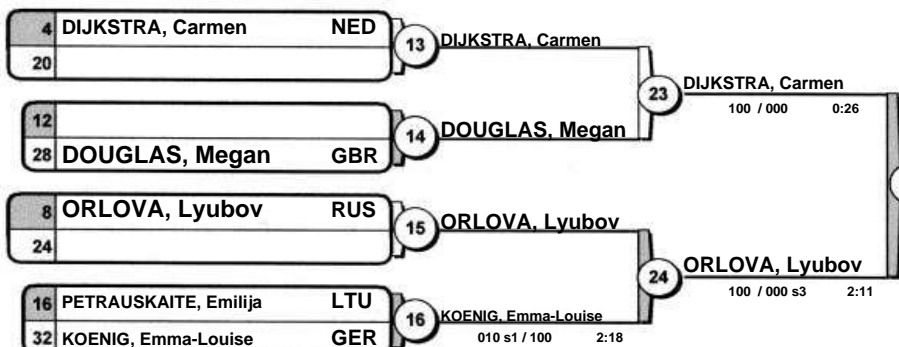 4 DIJKSTRA, Carmen NED
20
13 DIJKSTRA, Carmen
12
28 DOUGLAS, Megan GBR
14 DOUGLAS, Megan
23 DIJKSTRA, Carmen
100 / 000 0:26
8 ORLOVA, Lyubov RUS
24
15 ORLOVA, Lyubov
16 PETRAUSKAITE, Emilija LTU
32 KOENIG, Emma-Louise GER
16 KOENIG, Emma-Louise
010 s1 / 100 2:18
24 ORLOVA, Lyubov
100 / 000 s3 2:11